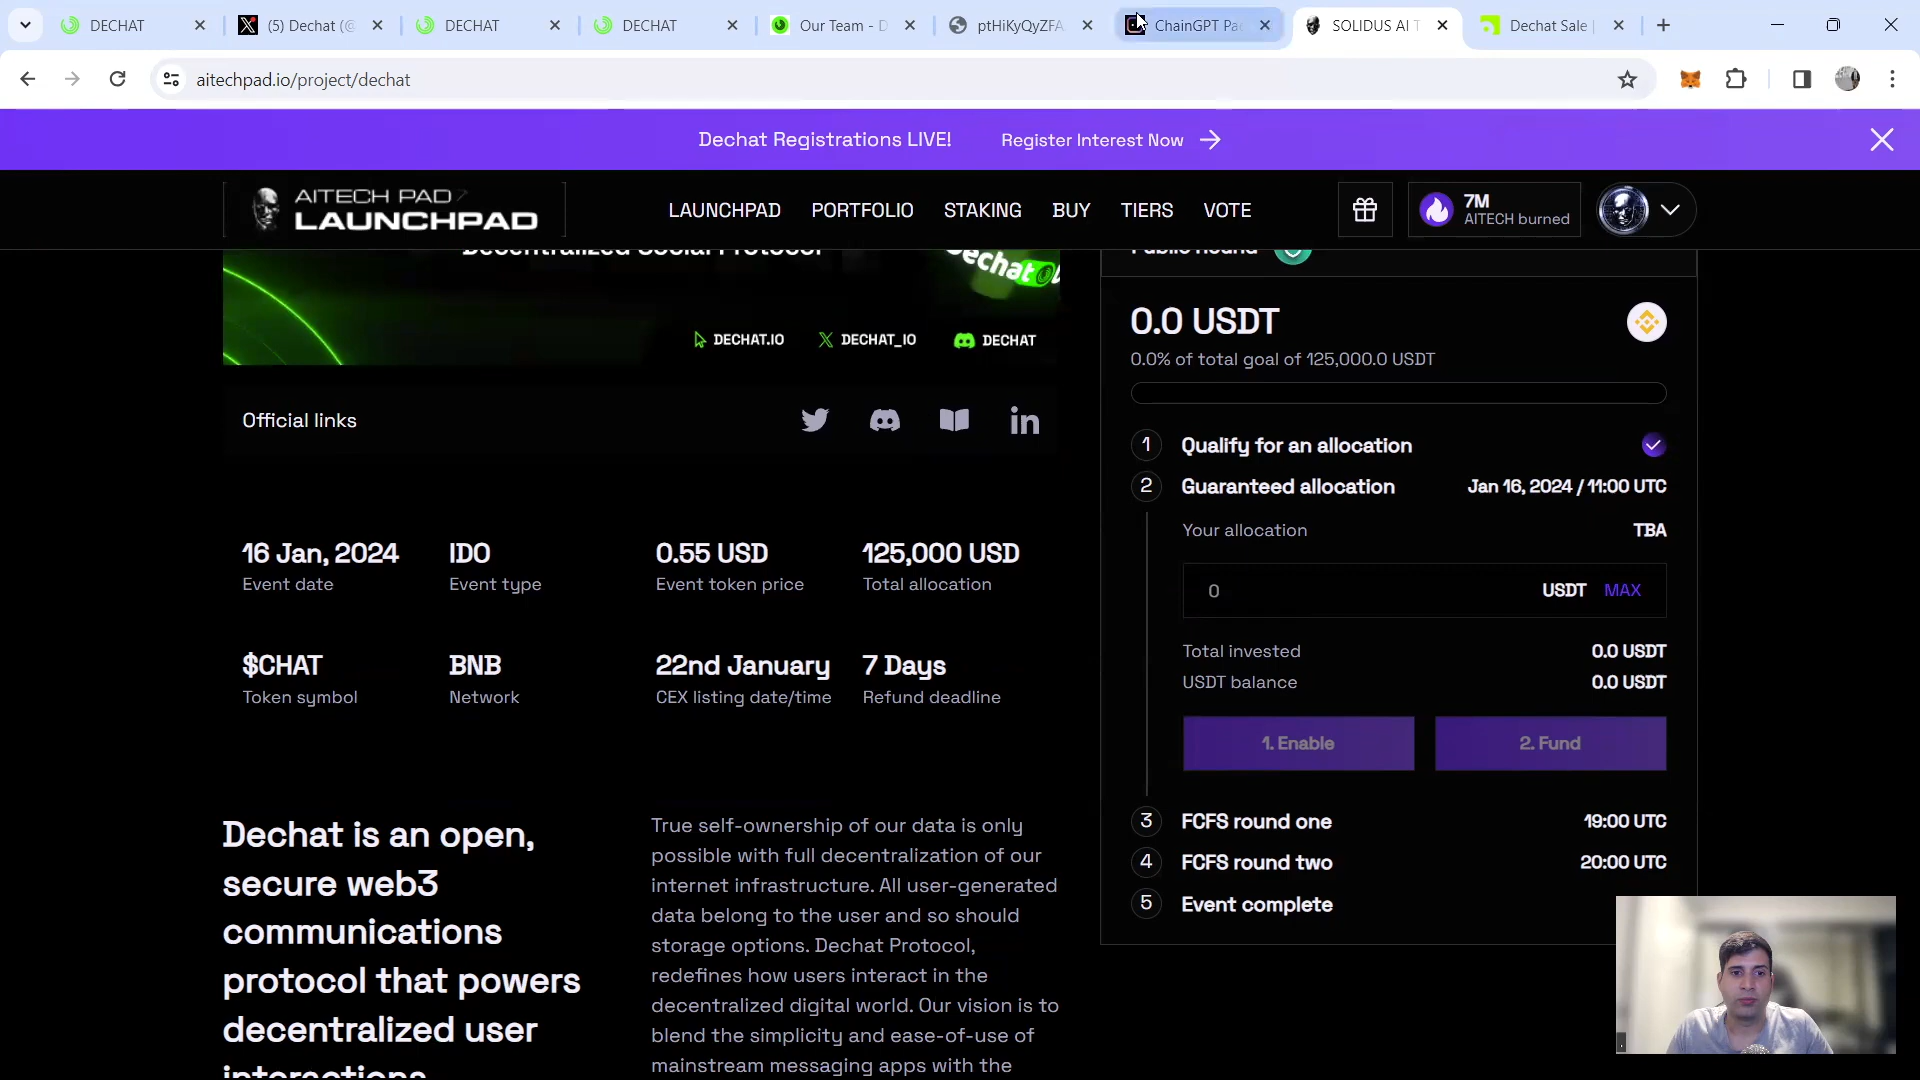 DECHAT
(5) Dechat (@
DECHAT
DECHAT
Our Team - D
ptHiKyQyZFA
ChainGPT Pa
SOLIDUS AI T
Dechat Sale |
aitechpad.io/project/dechat
Dechat Registrations LIVE!
Register Interest Now
AITECH PAD
LAUNCHPAD
LAUNCHPAD
PORTFOLIO
STAKING
BUY
TIERS
VOTE
7M
AITECH burned
Decentralized Social Protocol
Dechat
DECHAT.IO
DECHAT_IO
DECHAT
Official links
16 Jan, 2024
Event date
IDO
Event type
0.55 USD
Event token price
125,000 USD
Total allocation
$CHAT
Token symbol
BNB
Network
22nd January
CEX listing date/time
7 Days
Refund deadline
Dechat is an open,
secure web3
communications
protocol that powers
decentralized user
interactions
True self-ownership of our data is only
possible with full decentralization of our
internet infrastructure. All user-generated
data belong to the user and so should
storage options. Dechat Protocol,
redefines how users interact in the
decentralized digital world. Our vision is to
blend the simplicity and ease-of-use of
mainstream messaging apps with the
Public Round
0.0 USDT
0.0% of total goal of 125,000.0 USDT
1 Qualify for an allocation
2 Guaranteed allocation Jan 16, 2024 / 11:00 UTC
Your allocation TBA
0 USDT MAX
Total invested 0.0 USDT
USDT balance 0.0 USDT
1. Enable
2. Fund
3 FCFS round one 19:00 UTC
4 FCFS round two 20:00 UTC
5 Event complete